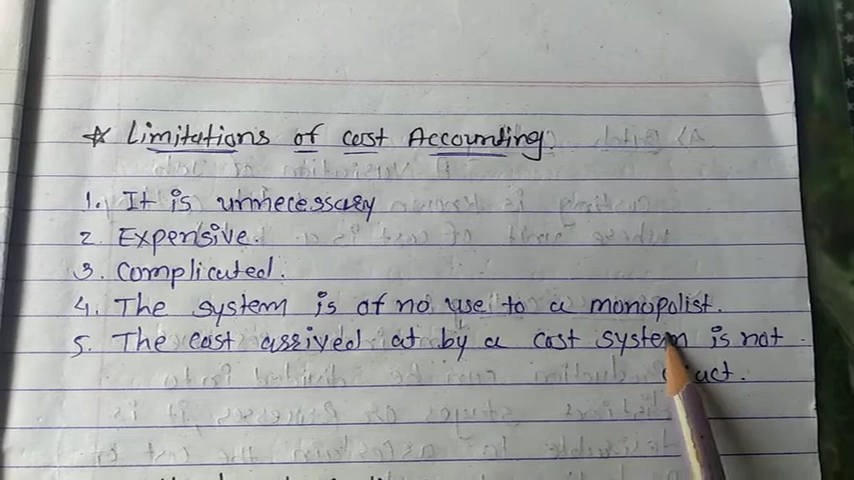 * Limitations of cost Accounting.
1. It is unnecessary
2. Expensive.
3. Complicated.
4. The system is of no use to a monopolist.
5. The cost arrived at by a cost system is not